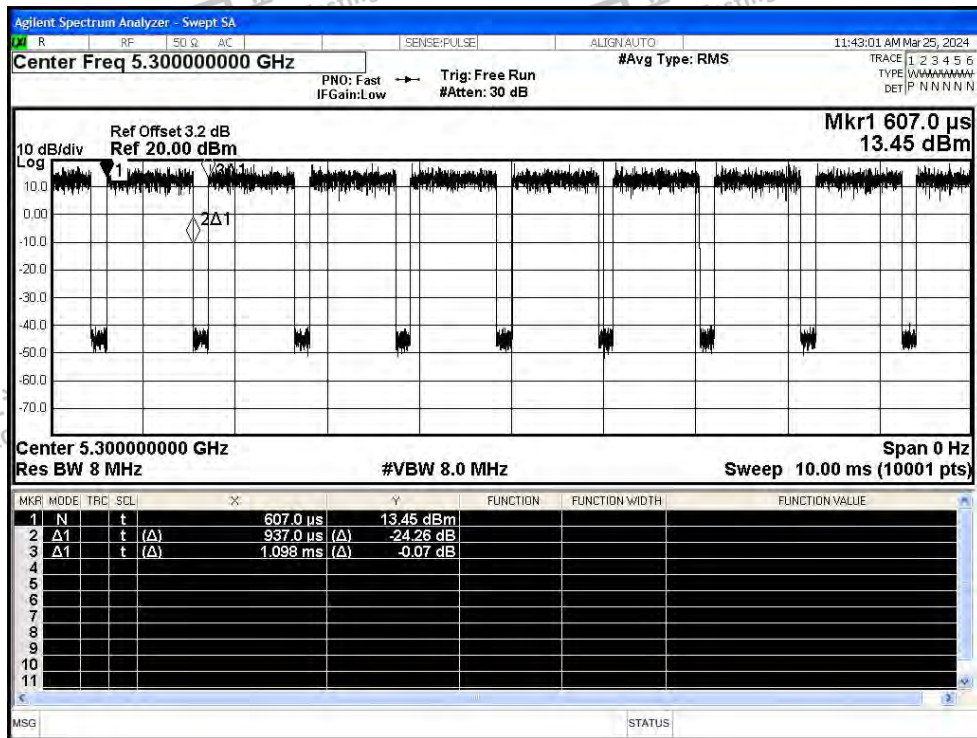 Agilent Spectrum Analyzer - Swept SA
LXI R RF 50 Ω AC SENSE:PULSE ALIGN AUTO 11:43:01 AM Mar 25, 2024
Center Freq 5.300000000 GHz #Avg Type: RMS TRACE 1 2 3 4 5 6
PNO: Fast Trig: Free Run TYPE WWWWWW
IFGain:Low #Atten: 30 dB DET P N N N N N
Ref Offset 3.2 dB Mkr1 607.0 µs
10 dB/div Ref 20.00 dBm 13.45 dBm
Log
1 3Δ1
10.0
0.00
2Δ1
-10.0
-20.0
-30.0
-40.0
-50.0
-60.0
-70.0
Center 5.300000000 GHz Span 0 Hz
Res BW 8 MHz #VBW 8.0 MHz Sweep 10.00 ms (10001 pts)
MKR MODE TRC SCL X Y FUNCTION FUNCTION WIDTH FUNCTION VALUE
1 N t 607.0 µs 13.45 dBm
2 Δ1 t (Δ) 937.0 µs (Δ) -24.26 dB
3 Δ1 t (Δ) 1.098 ms (Δ) -0.07 dB
4
5
6
7
8
9
10
11
MSG STATUS